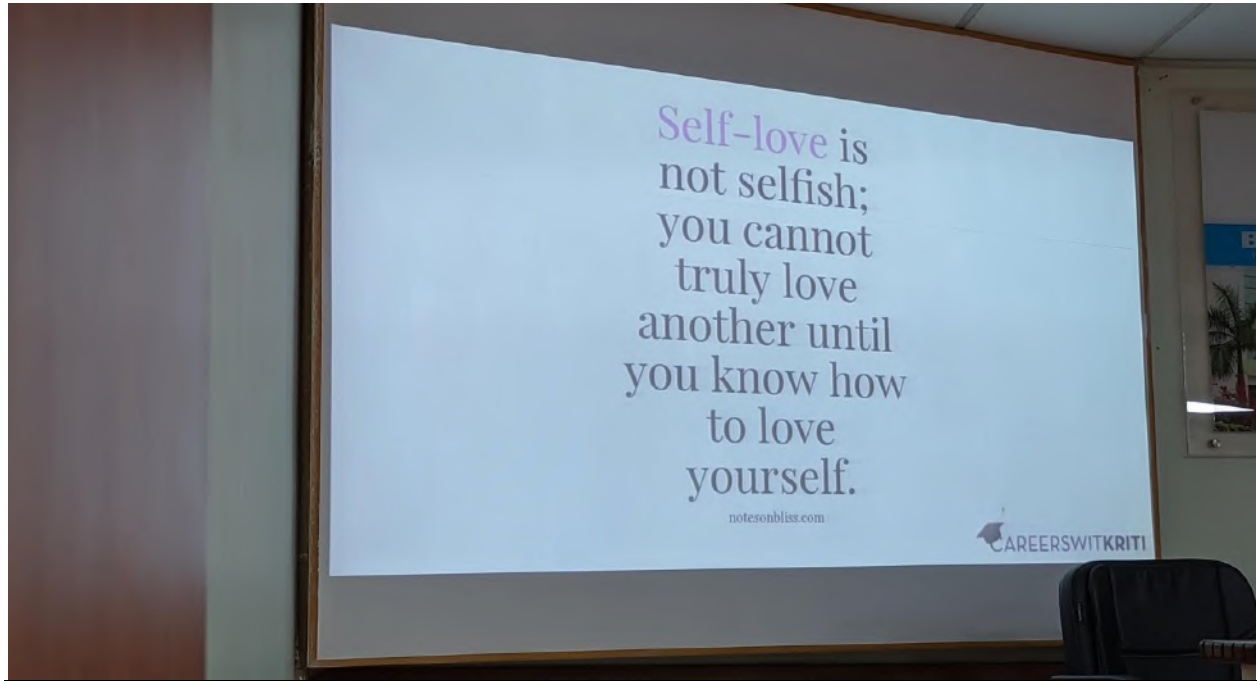 Self-love is
not selfish;
you cannot
truly love
another until
you know how
to love
yourself.
notesonbliss.com
CAREERSWITKRITI